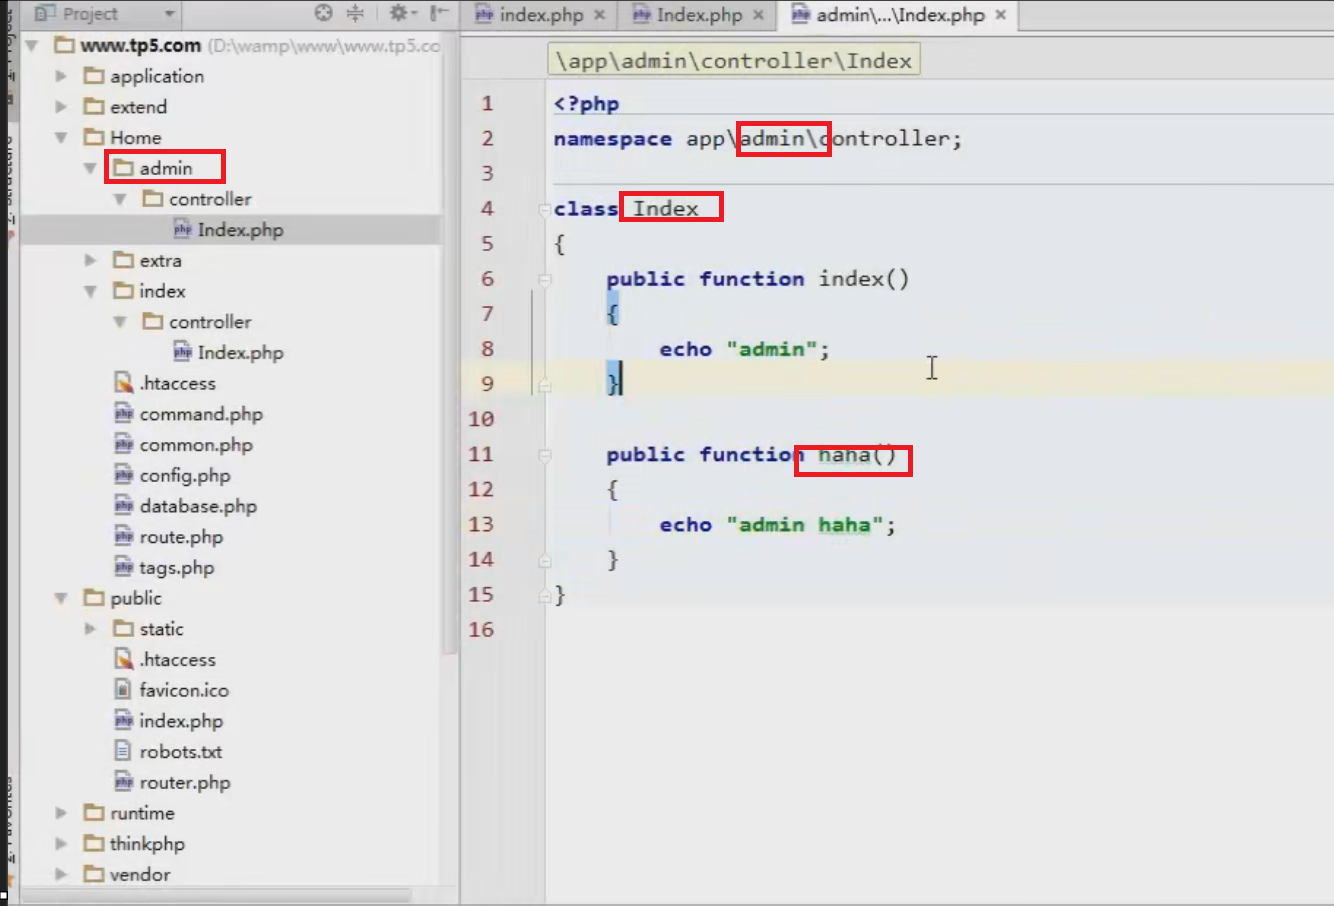 Project
www.tp5.com (D:\wamp\www\www.tp5.co
application
extend
Home
admin
controller
Index.php
extra
index
controller
Index.php
.htaccess
command.php
common.php
config.php
database.php
route.php
tags.php
public
static
.htaccess
favicon.ico
index.php
robots.txt
router.php
runtime
thinkphp
vendor
index.php
Index.php
admin\...\Index.php
\app\admin\controller\Index
1 <?php
2 namespace app\admin\controller;
3
4 class Index
5 {
6 public function index()
7 {
8 echo "admin";
9 }
10
11 public function haha()
12 {
13 echo "admin haha";
14 }
15 }
16